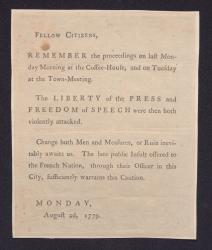 FELLOW CITIZENS,
REMEMBER the proceedings on last Mon-
day Morning at the Coffee-House, and on Tuesday
at the Town-Meeting.
The LIBERTY of the PRESS and
FREEDOM of SPEECH were then both
violently attacked.
Change both Men and Measures, or Ruin inevi-
tably awaits us. The late public Insult offered to
the French Nation, through their Officer in this
City, sufficiently warrants this Caution.
MONDAY,
August 2d, 1779.